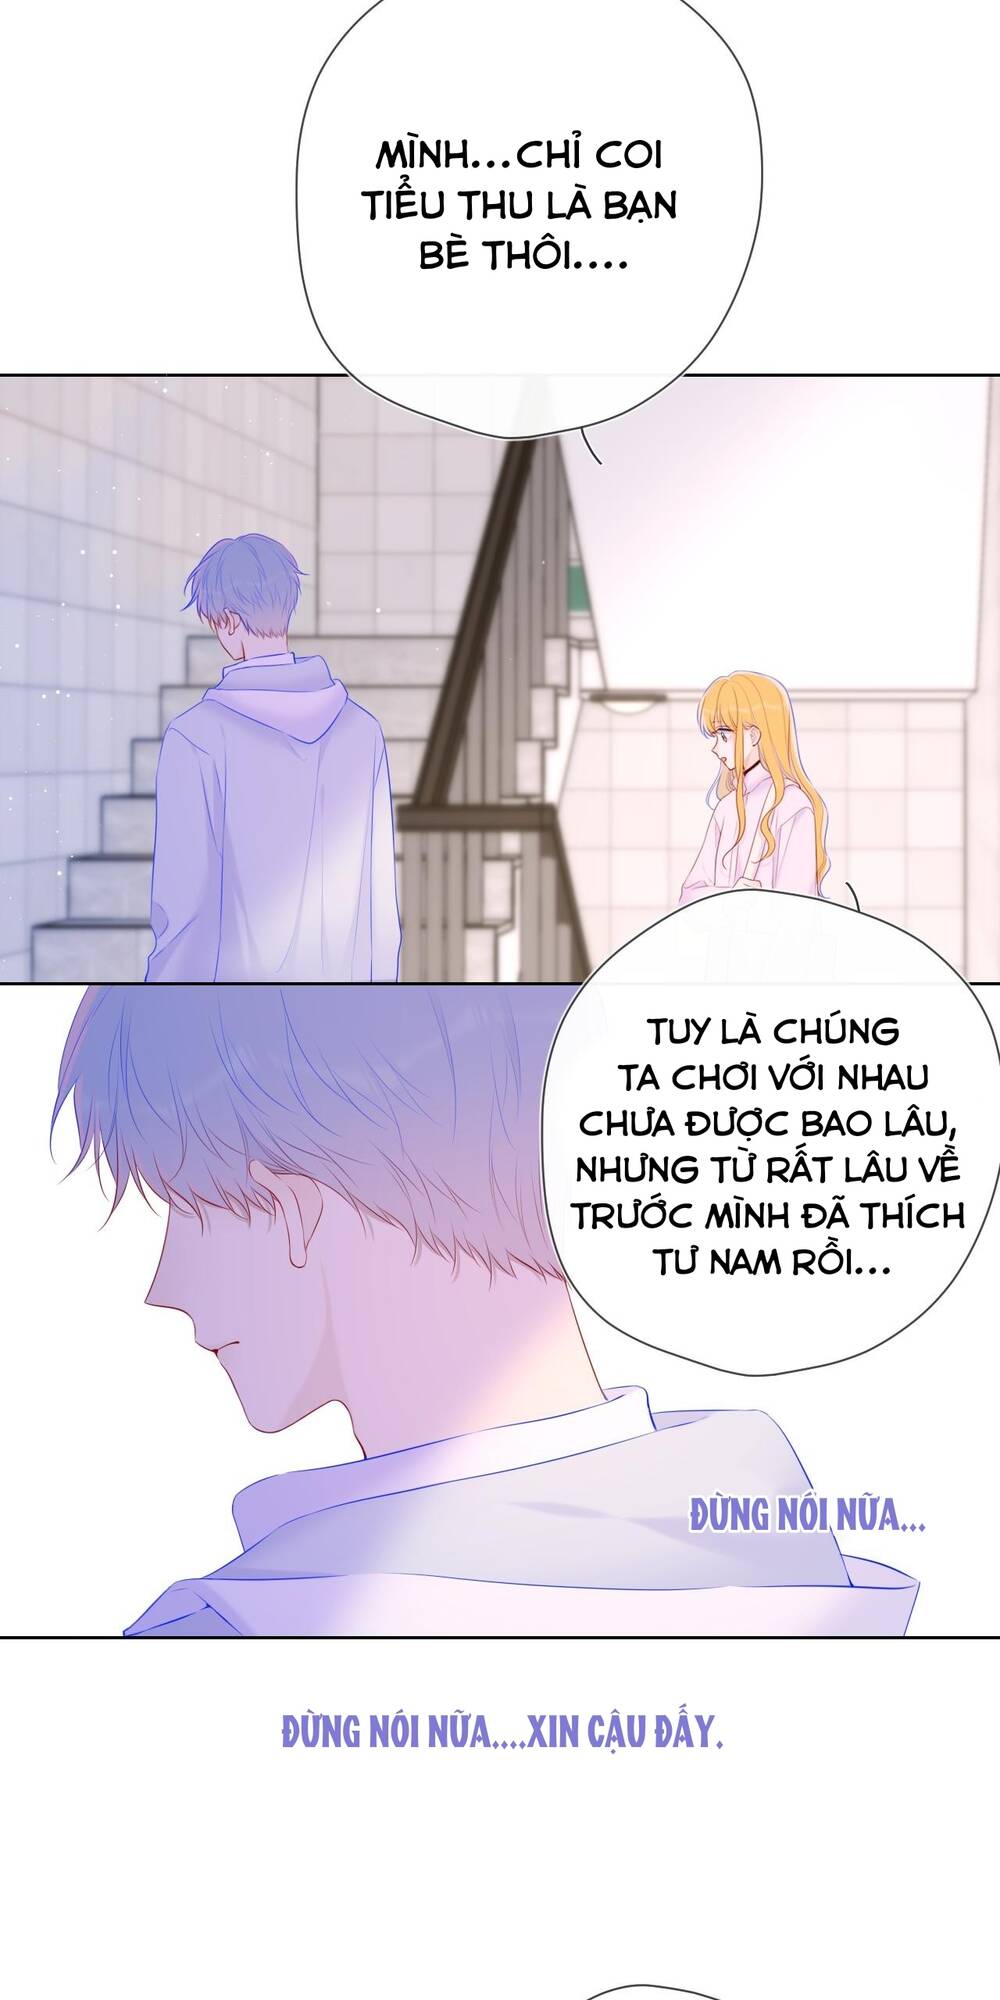 MÌNH...CHỈ COI
TIỂU THU LÀ BẠN
BÈ THÔI....
TUY LÀ CHÚNG
TA CHƠI VỚI NHAU
CHƯA ĐƯỢC BAO LÂU,
NHƯNG TỪ RẤT LÂU VỀ
TRƯỚC MÌNH ĐÃ THÍCH
TƯ NAM RỒI...
ĐỪNG NÓI NỮA...
ĐỪNG NÓI NỮA....XIN CẬU ĐẤY.